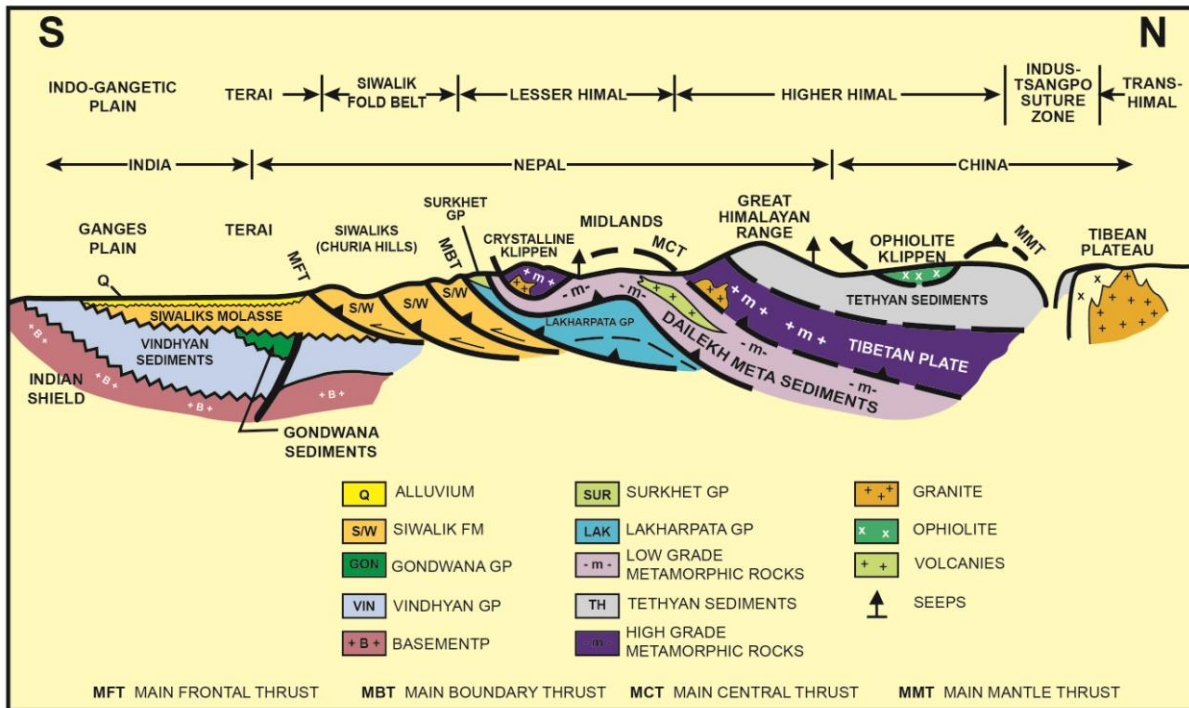 S
N
INDO-GANGETIC
PLAIN
TERAI
SIWALIK
FOLD BELT
LESSER HIMAL
HIGHER HIMAL
INDUS-
TSANGPO
SUTURE
ZONE
TRANS-
HIMAL
INDIA
NEPAL
CHINA
GANGES
PLAIN
TERAI
SIWALIKS
(CHURIA HILLS)
SURKHET
GP
MIDLANDS
GREAT
HIMALAYAN
RANGE
OPHIOLITE
KLIPPEN
TIBEAN
PLATEAU
MFT
MBT
CRYSTALLINE
KLIPPEN
MCT
MMT
Q
SIWALIKS MOLASSE
S/W
S/W
S/W
+ m +
- m -
- m -
x x x
TETHYAN SEDIMENTS
VINDHYAN
SEDIMENTS
LAKHARPATA GP
+ m +
+ m +
DAILEKH META SEDIMENTS
TIBETAN PLATE
- m -
- m -
INDIAN
SHIELD
+ B +
+ B +
+ B +
+ B +
GONDWANA
SEDIMENTS
Q ALLUVIUM
S/W SIWALIK FM
GON GONDWANA GP
VIN VINDHYAN GP
+ B + BASEMENTP
SUR SURKHET GP
LAK LAKHARPATA GP
- m - LOW GRADE
METAMORPHIC ROCKS
TH TETHYAN SEDIMENTS
- m - HIGH GRADE
METAMORPHIC ROCKS
GRANITE
x x OPHIOLITE
VOLCANIES
SEEPS
MFT MAIN FRONTAL THRUST
MBT MAIN BOUNDARY THRUST
MCT MAIN CENTRAL THRUST
MMT MAIN MANTLE THRUST